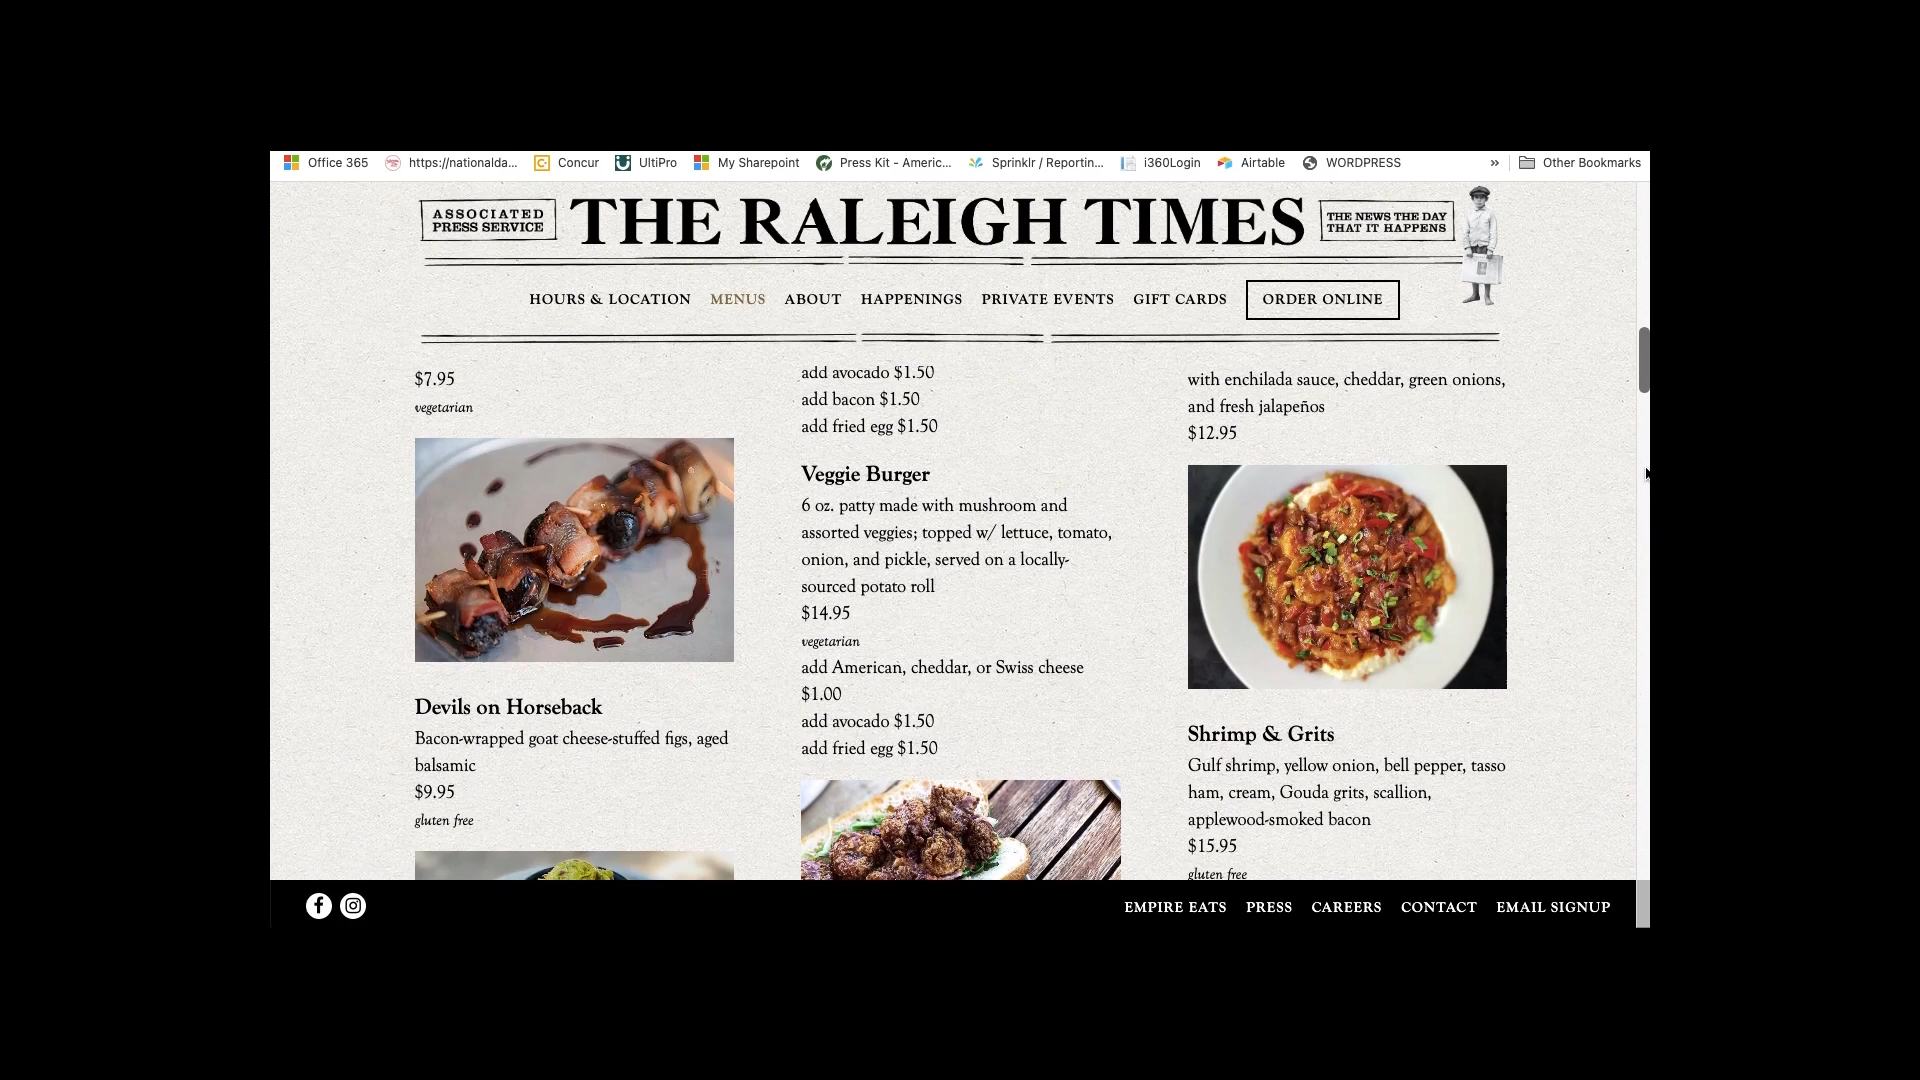 Office 365
https://nationalda...
Concur
UltiPro
My Sharepoint
Press Kit - Americ...
Sprinklr / Reportin...
i360Login
Airtable
WORDPRESS
»
Other Bookmarks
ASSOCIATED
PRESS SERVICE
THE RALEIGH TIMES
THE NEWS THE DAY
THAT IT HAPPENS
HOURS & LOCATION
MENUS
ABOUT
HAPPENINGS
PRIVATE EVENTS
GIFT CARDS
ORDER ONLINE
$7.95
vegetarian
Devils on Horseback
Bacon-wrapped goat cheese-stuffed figs, aged
balsamic
$9.95
gluten free
add avocado $1.50
add bacon $1.50
add fried egg $1.50
Veggie Burger
6 oz. patty made with mushroom and
assorted veggies; topped w/ lettuce, tomato,
onion, and pickle, served on a locally-
sourced potato roll
$14.95
vegetarian
add American, cheddar, or Swiss cheese
$1.00
add avocado $1.50
add fried egg $1.50
with enchilada sauce, cheddar, green onions,
and fresh jalapeños
$12.95
Shrimp & Grits
Gulf shrimp, yellow onion, bell pepper, tasso
ham, cream, Gouda grits, scallion,
applewood-smoked bacon
$15.95
gluten free
EMPIRE EATS
PRESS
CAREERS
CONTACT
EMAIL SIGNUP